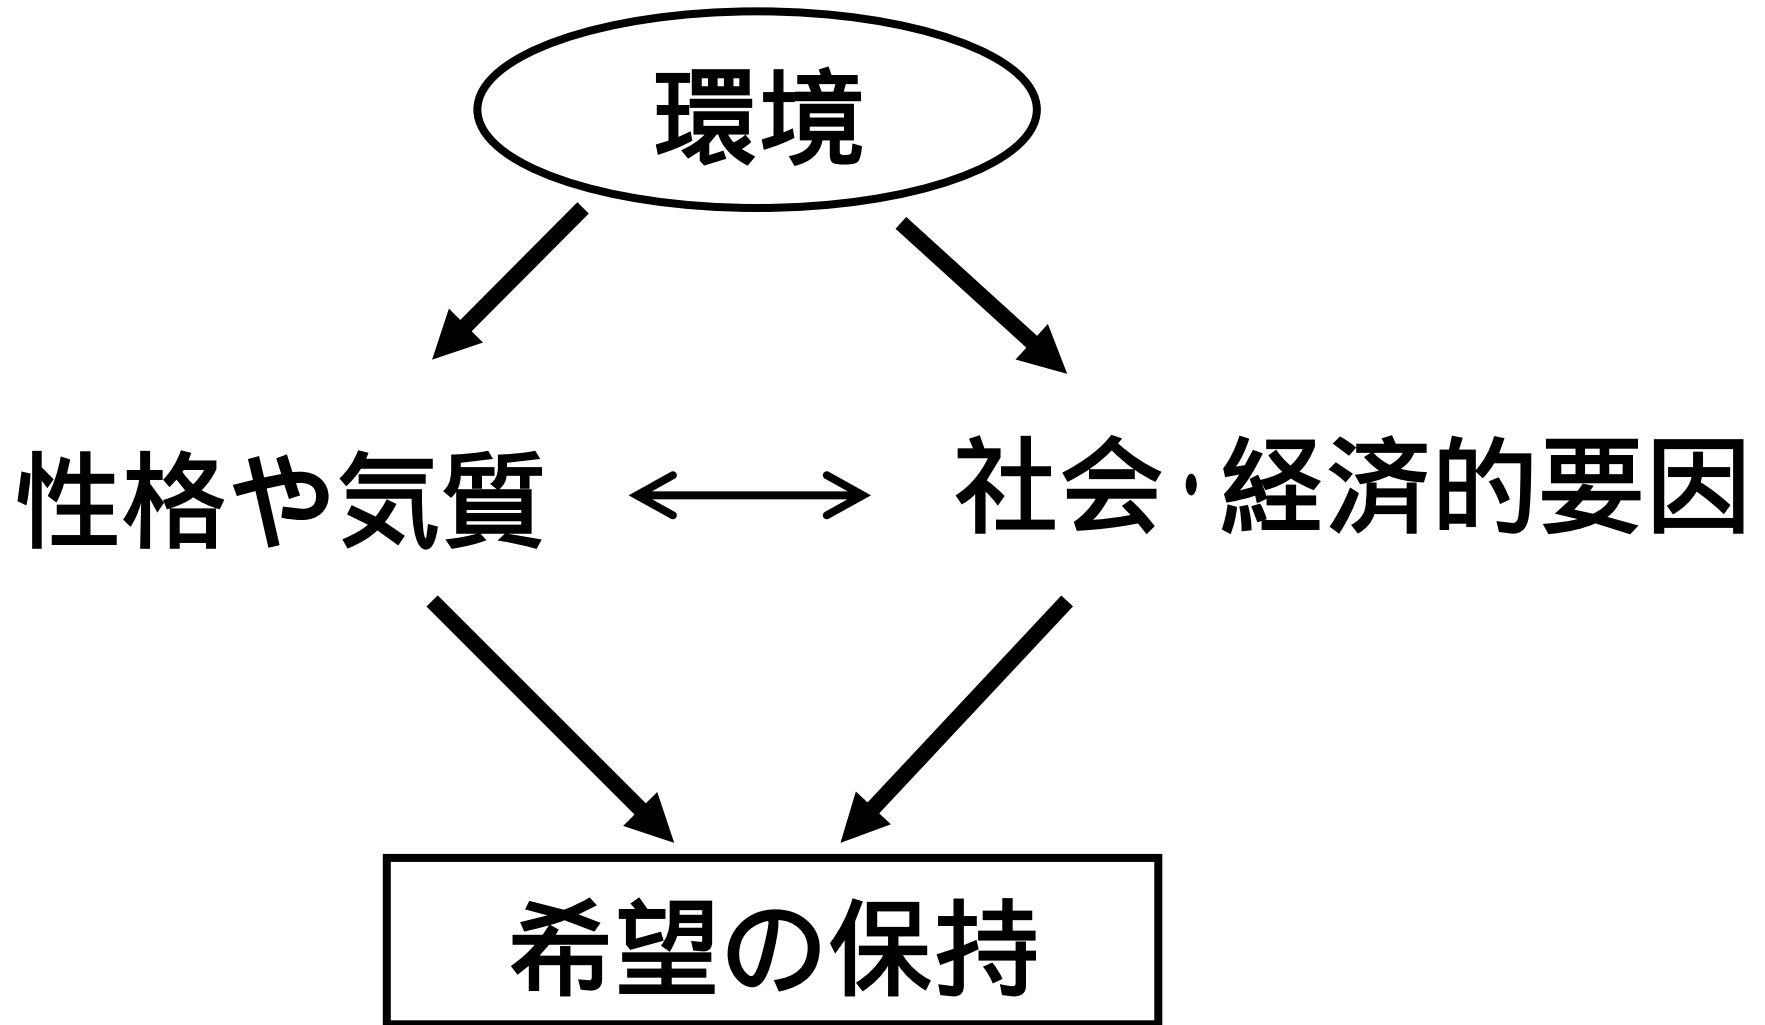 環境
性格や気質
社会・経済的要因
希望の保持